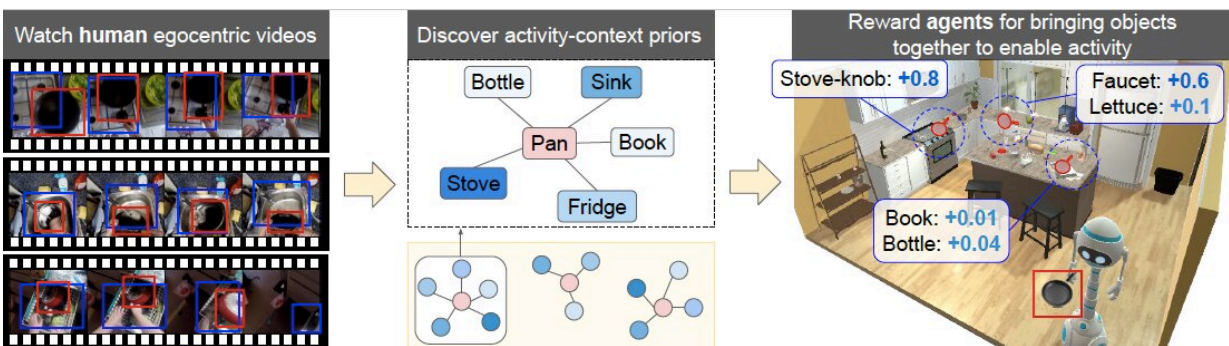 Watch human egocentric videos
Discover activity-context priors
Reward agents for bringing objects
together to enable activity
Bottle
Sink
Pan
Book
Stove
Fridge
Stove-knob: +0.8
Faucet: +0.6
Lettuce: +0.1
Book: +0.01
Bottle: +0.04